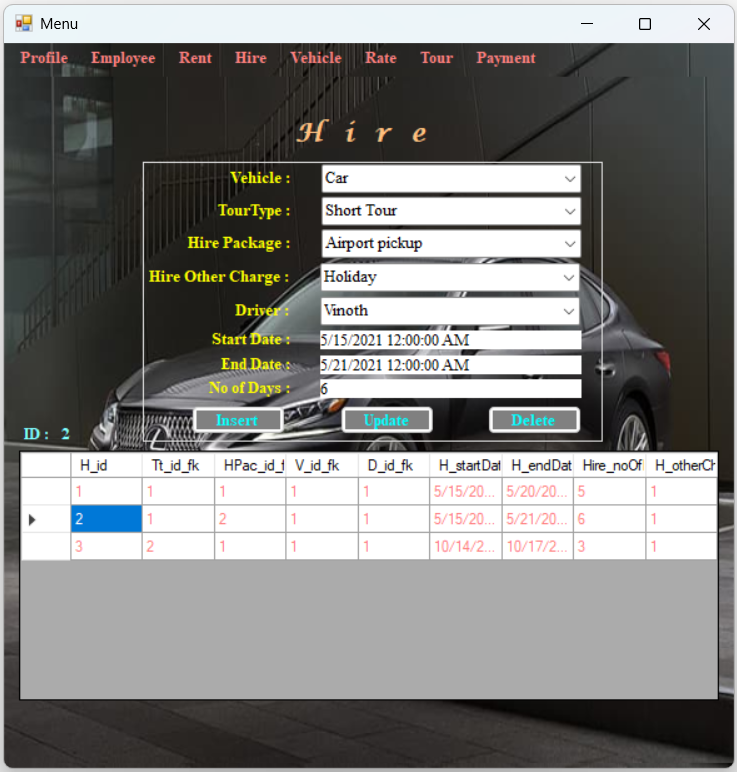 Menu
Profile Employee Rent Hire Vehicle Rate Tour Payment
Hire
Vehicle : Car
TourType : Short Tour
Hire Package : Airport pickup
Hire Other Charge : Holiday
Driver : Vinoth
Start Date : 5/15/2021 12:00:00 AM
End Date : 5/21/2021 12:00:00 AM
No of Days : 6
Insert Update Delete
ID : 2
H_id Tt_id_fk HPac_id_f V_id_fk D_id_fk H_startDat H_endDat Hire_noOf H_otherCh
1 1 1 1 1 5/15/20... 5/20/20... 5 1
2 1 2 1 1 5/15/20... 5/21/20... 6 1
3 2 1 1 1 10/14/2... 10/17/2... 3 1